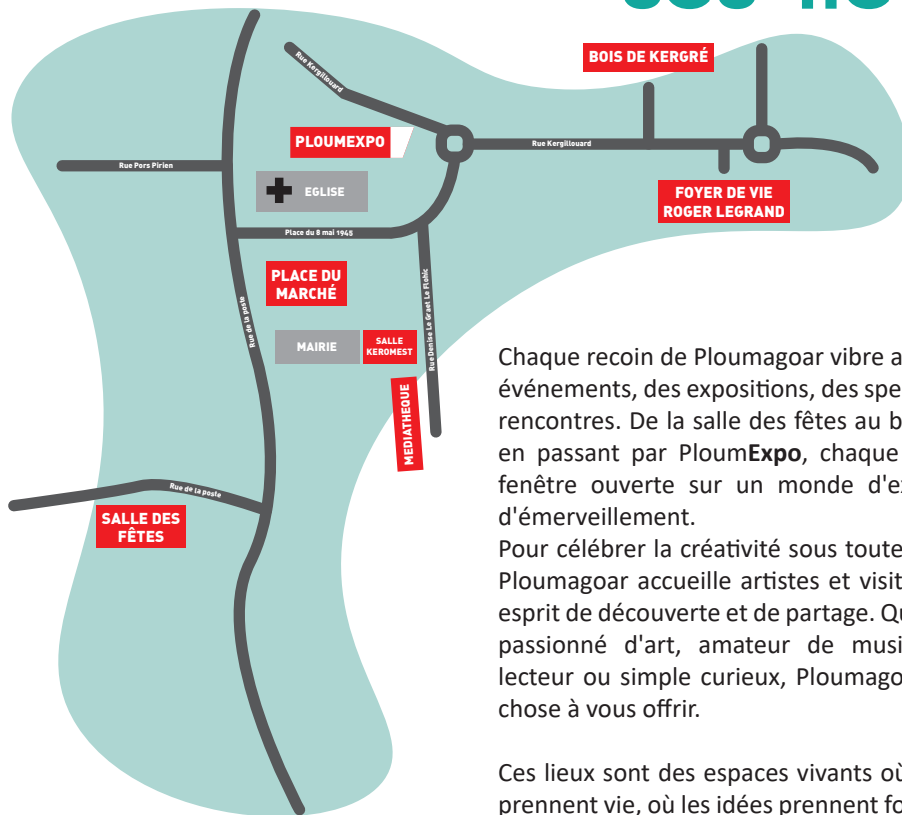 BOIS DE KERGRÉ
Rue Kergillouard
PLOUMEXPO
Rue Kergillouard
Rue Pors Pirien
EGLISE
FOYER DE VIE
ROGER LEGRAND
Place du 8 mai 1945
PLACE DU
MARCHÉ
Rue de la poste
Rue Denise Le Graet Le Flohic
MAIRIE
SALLE
KEROMEST
MEDIATHEQUE
Rue de la poste
SALLE DES
FÊTES
Chaque recoin de Ploumagoar vibre a
événements, des expositions, des spe
rencontres. De la salle des fêtes au b
en passant par PloumExpo, chaque
fenêtre ouverte sur un monde d'ex
d'émerveillement.
Pour célébrer la créativité sous toute
Ploumagoar accueille artistes et visit
esprit de découverte et de partage. Qu
passionné d'art, amateur de musi
lecteur ou simple curieux, Ploumago
chose à vous offrir.
Ces lieux sont des espaces vivants où
prennent vie, où les idées prennent fo